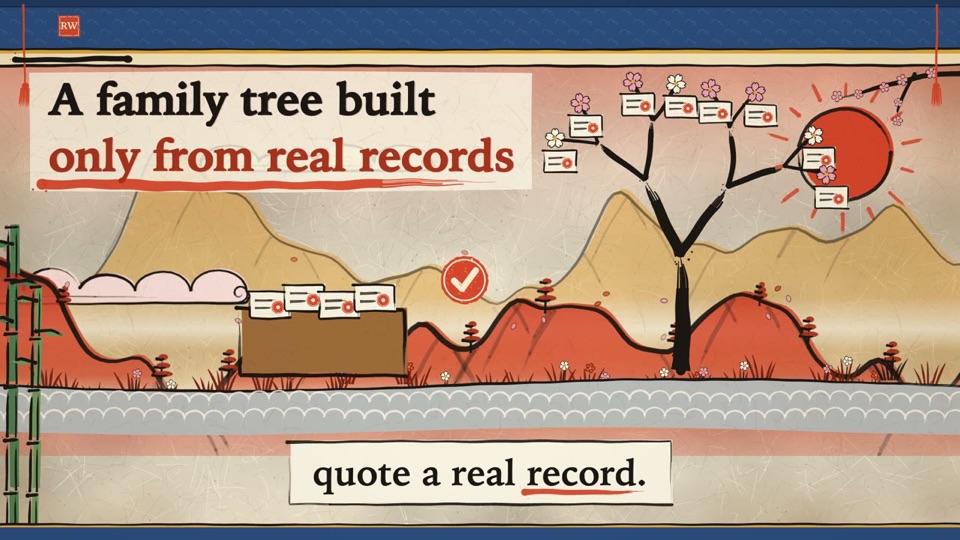 RW
A family tree built
only from real records
quote a real record.